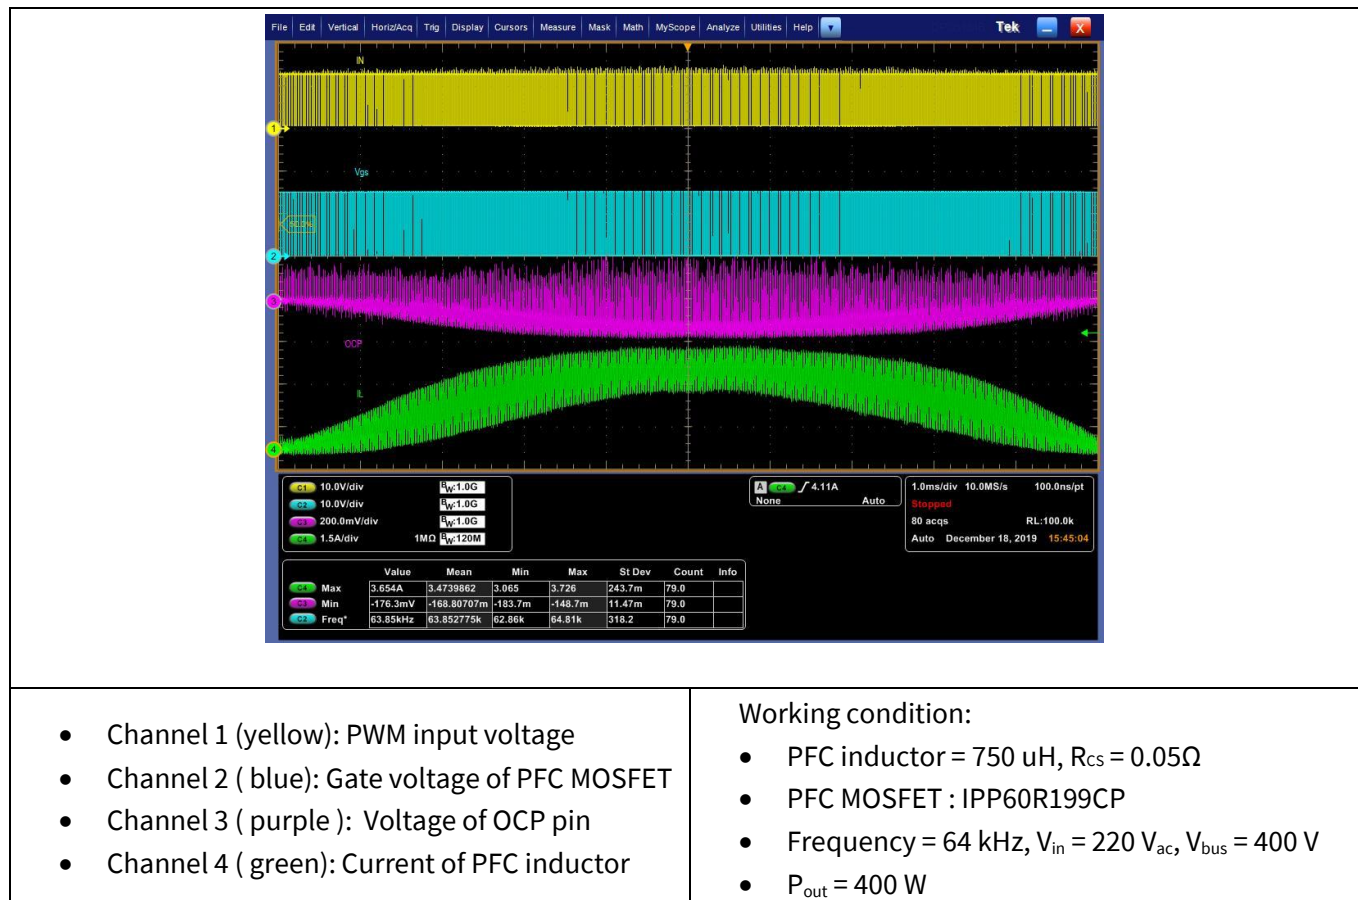 File Edit Vertical Horiz/Acq Trig Display Cursors Measure Mask Math MyScope Analyze Utilities Help Tek X
IN
1
Vgs
2
3
OCP
IL
4
C1 10.0V/div BW:1.0G
C2 10.0V/div BW:1.0G
C3 200.0mV/div BW:1.0G
C4 1.5A/div 1MΩ BW:120M
A C4 4.11A
None Auto
1.0ms/div 10.0MS/s 100.0ns/pt
Stopped
80 acqs RL:100.0k
Auto December 18, 2019 15:45:04
Value Mean Min Max St Dev Count Info
C4 Max 3.654A 3.4739862 3.065 3.726 243.7m 79.0
C3 Min -176.3mV -168.80707m -183.7m -148.7m 11.47m 79.0
C2 Freq* 63.85kHz 63.852775k 62.86k 64.81k 318.2 79.0
• Channel 1 (yellow): PWM input voltage
• Channel 2 ( blue): Gate voltage of PFC MOSFET
• Channel 3 ( purple ): Voltage of OCP pin
• Channel 4 ( green): Current of PFC inductor
Working condition:
• PFC inductor = 750 uH, Rcs = 0.05Ω
• PFC MOSFET : IPP60R199CP
• Frequency = 64 kHz, Vin = 220 Vac, Vbus = 400 V
• Pout = 400 W